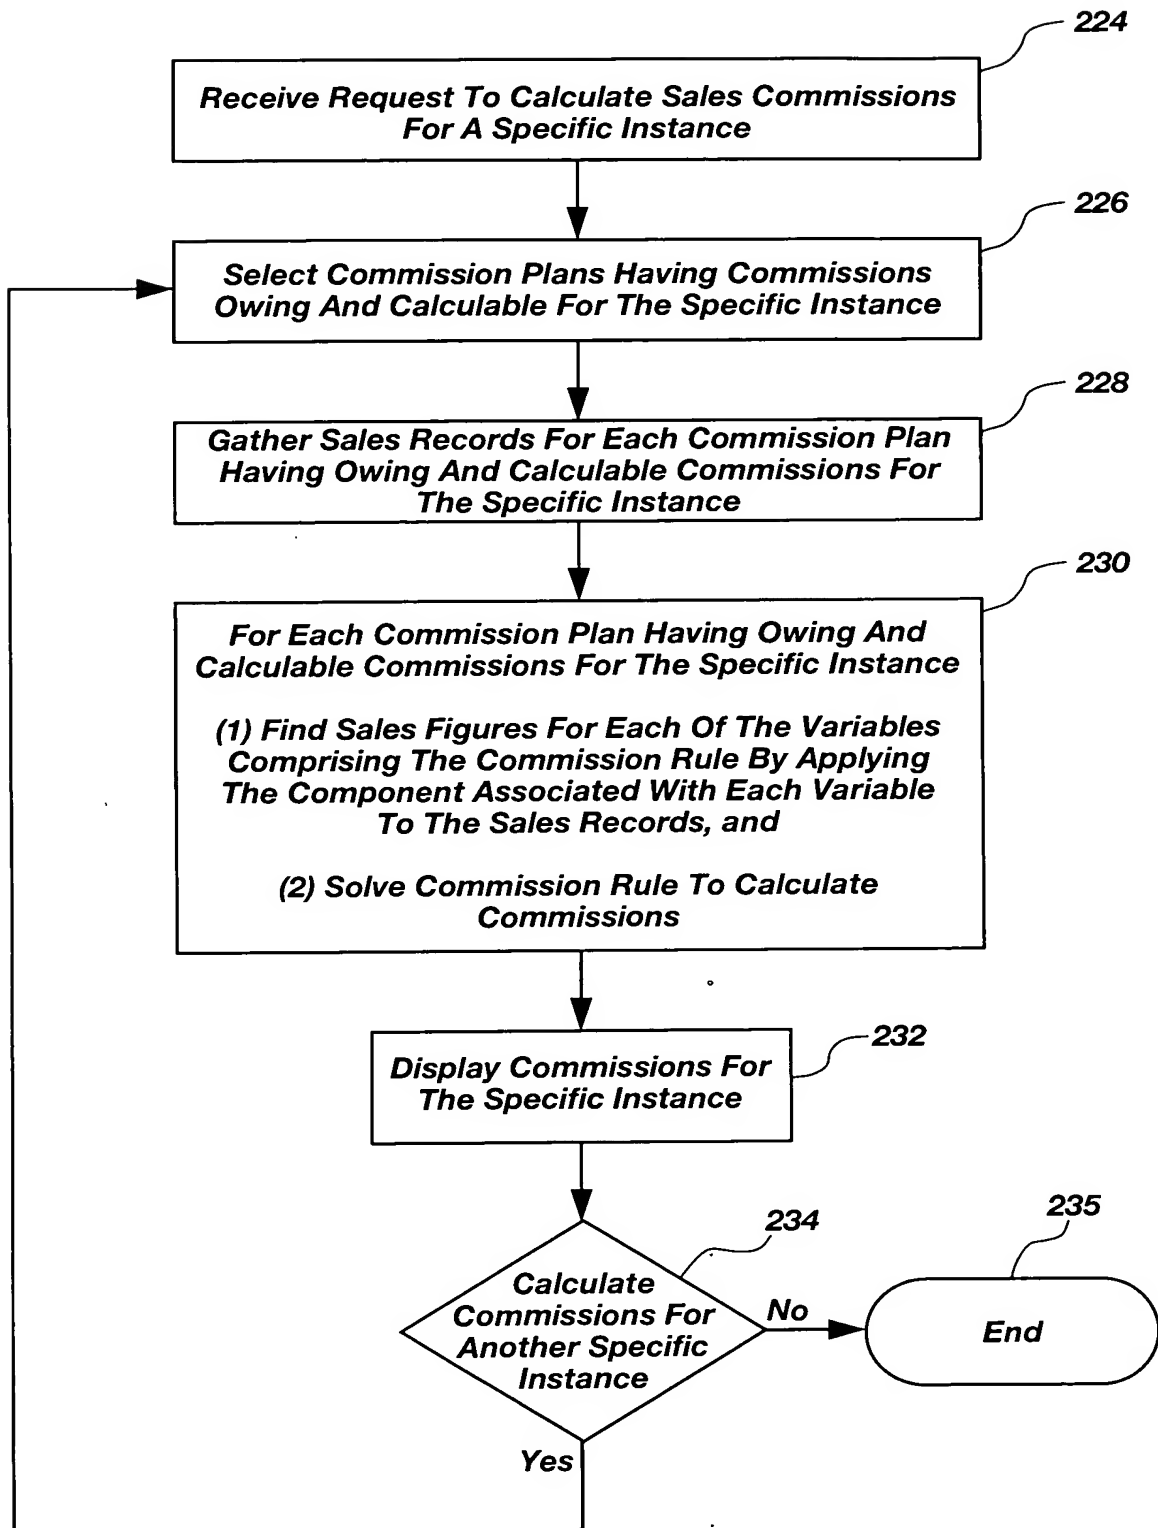 224
Receive Request To Calculate Sales Commissions
For A Specific Instance
226
Select Commission Plans Having Commissions
Owing And Calculable For The Specific Instance
228
Gather Sales Records For Each Commission Plan
Having Owing And Calculable Commissions For
The Specific Instance
230
For Each Commission Plan Having Owing And
Calculable Commissions For The Specific Instance
(1) Find Sales Figures For Each Of The Variables
Comprising The Commission Rule By Applying
The Component Associated With Each Variable
To The Sales Records, and
(2) Solve Commission Rule To Calculate
Commissions
232
Display Commissions For
The Specific Instance
234
235
Calculate
Commissions For
Another Specific
Instance
No
End
Yes